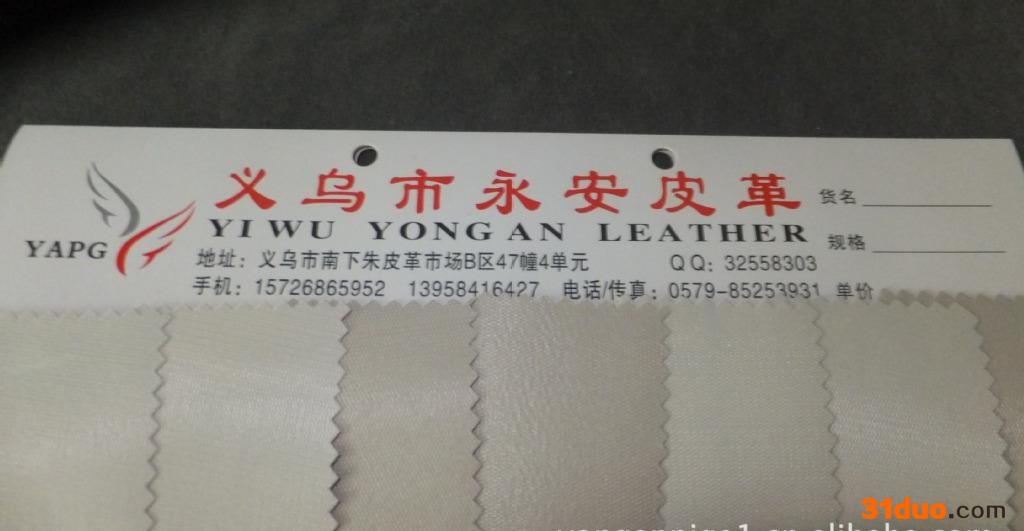 义乌市永安皮革
YI WU YONG AN LEATHER
YAPG
地址：义乌市南下朱皮革市场B区47幢4单元 QQ：32558303
手机：15726865952 13958416427 电话/传真：0579-85253931
货名
规格
单价
31duo.com